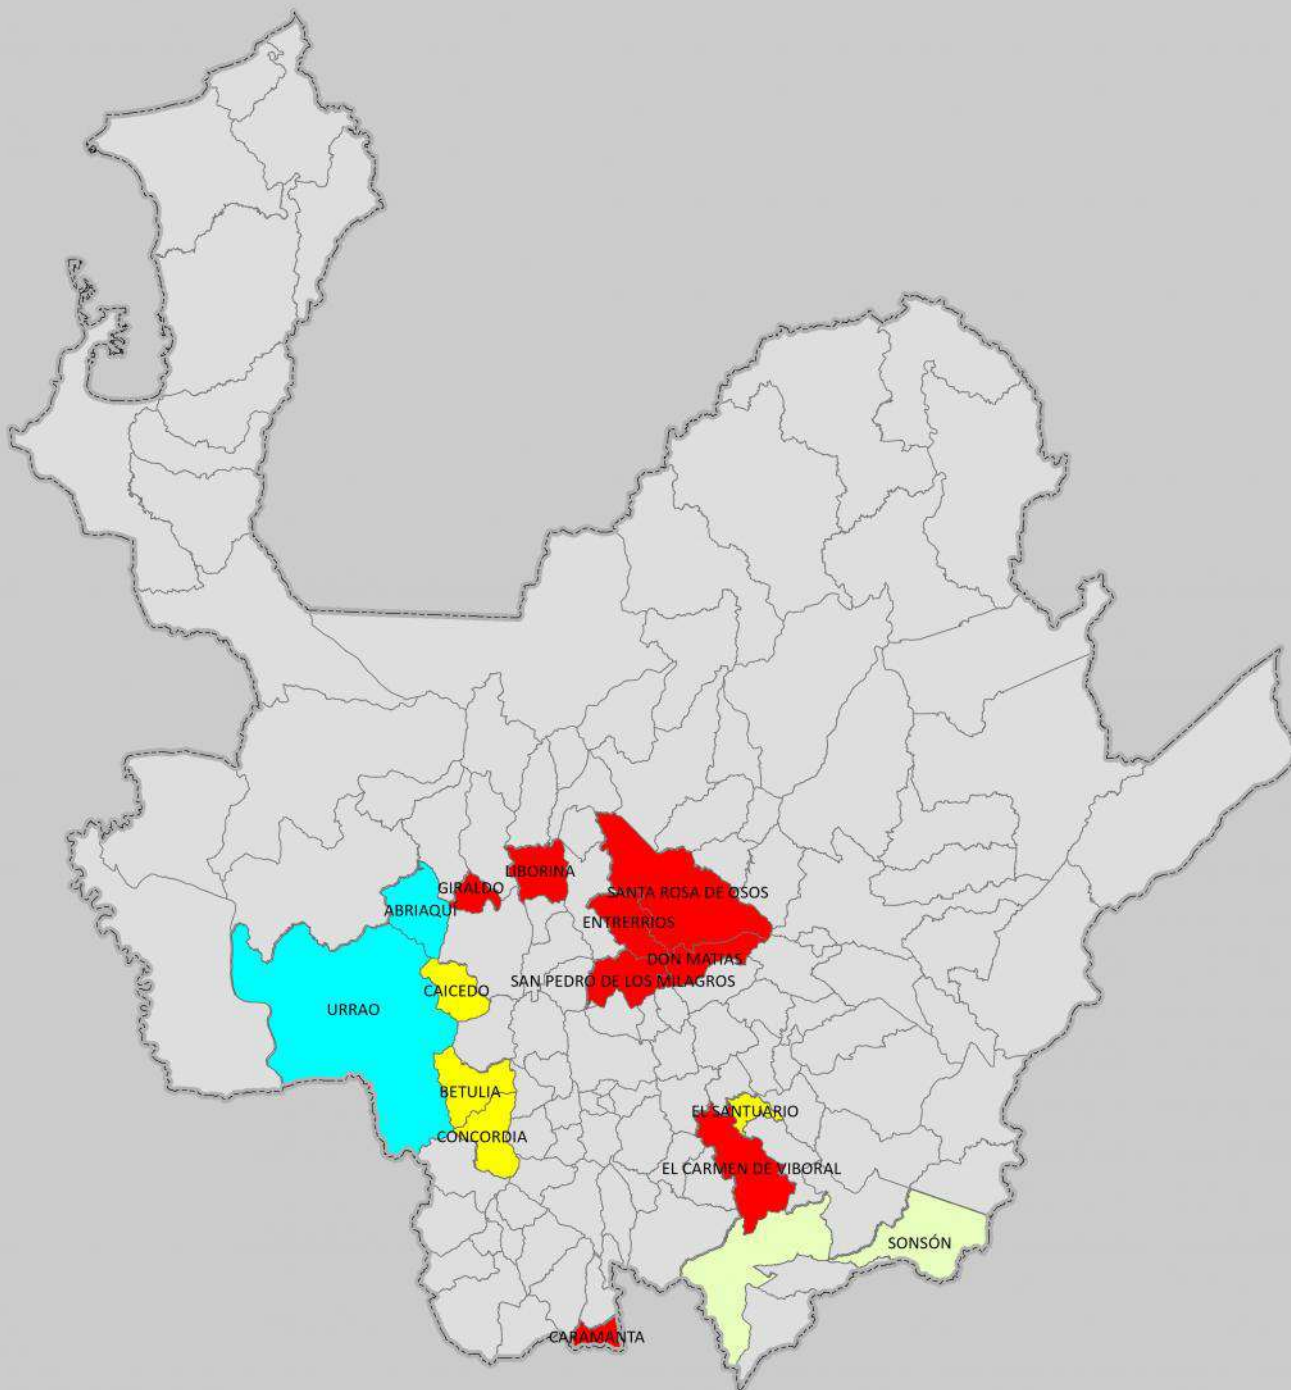 LIBORINA
GIRALDO
SANTA ROSA DE OSOS
ABRIAQUÍ
ENTRERRIOS
DON MATIAS
SAN PEDRO DE LOS MILAGROS
CAICEDO
URRAO
BETULIA
EL SANTUARIO
CONCORDIA
EL CARMEN DE VIBORAL
SONSÓN
CARAMANTA